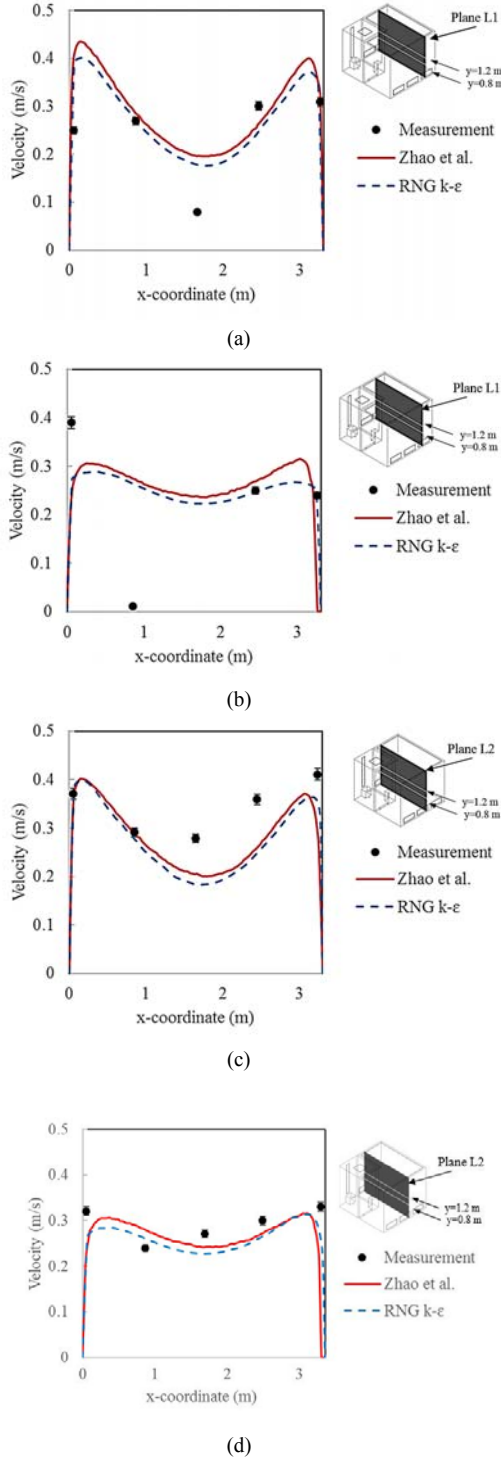 0.5
0.4
0.3
0.2
0.1
0
Velocity (m/s)
0 1 2 3
x-coordinate (m)
Plane L1
y=1.2 m
y=0.8 m
Measurement
Zhao et al.
RNG k-ε
(a)
0.5
0.4
0.3
0.2
0.1
0
Velocity (m/s)
0 1 2 3
x-coordinate (m)
Plane L1
y=1.2 m
y=0.8 m
Measurement
Zhao et al.
RNG k-ε
(b)
0.5
0.4
0.3
0.2
0.1
0
Velocity (m/s)
0 1 2 3
x-coordinate (m)
Plane L2
y=1.2 m
y=0.8 m
Measurement
Zhao et al.
RNG k-ε
(c)
0.5
0.4
0.3
0.2
0.1
0
Velocity (m/s)
0 1 2 3
x-coordinate (m)
Plane L2
y=1.2 m
y=0.8 m
Measurement
Zhao et al.
RNG k-ε
(d)